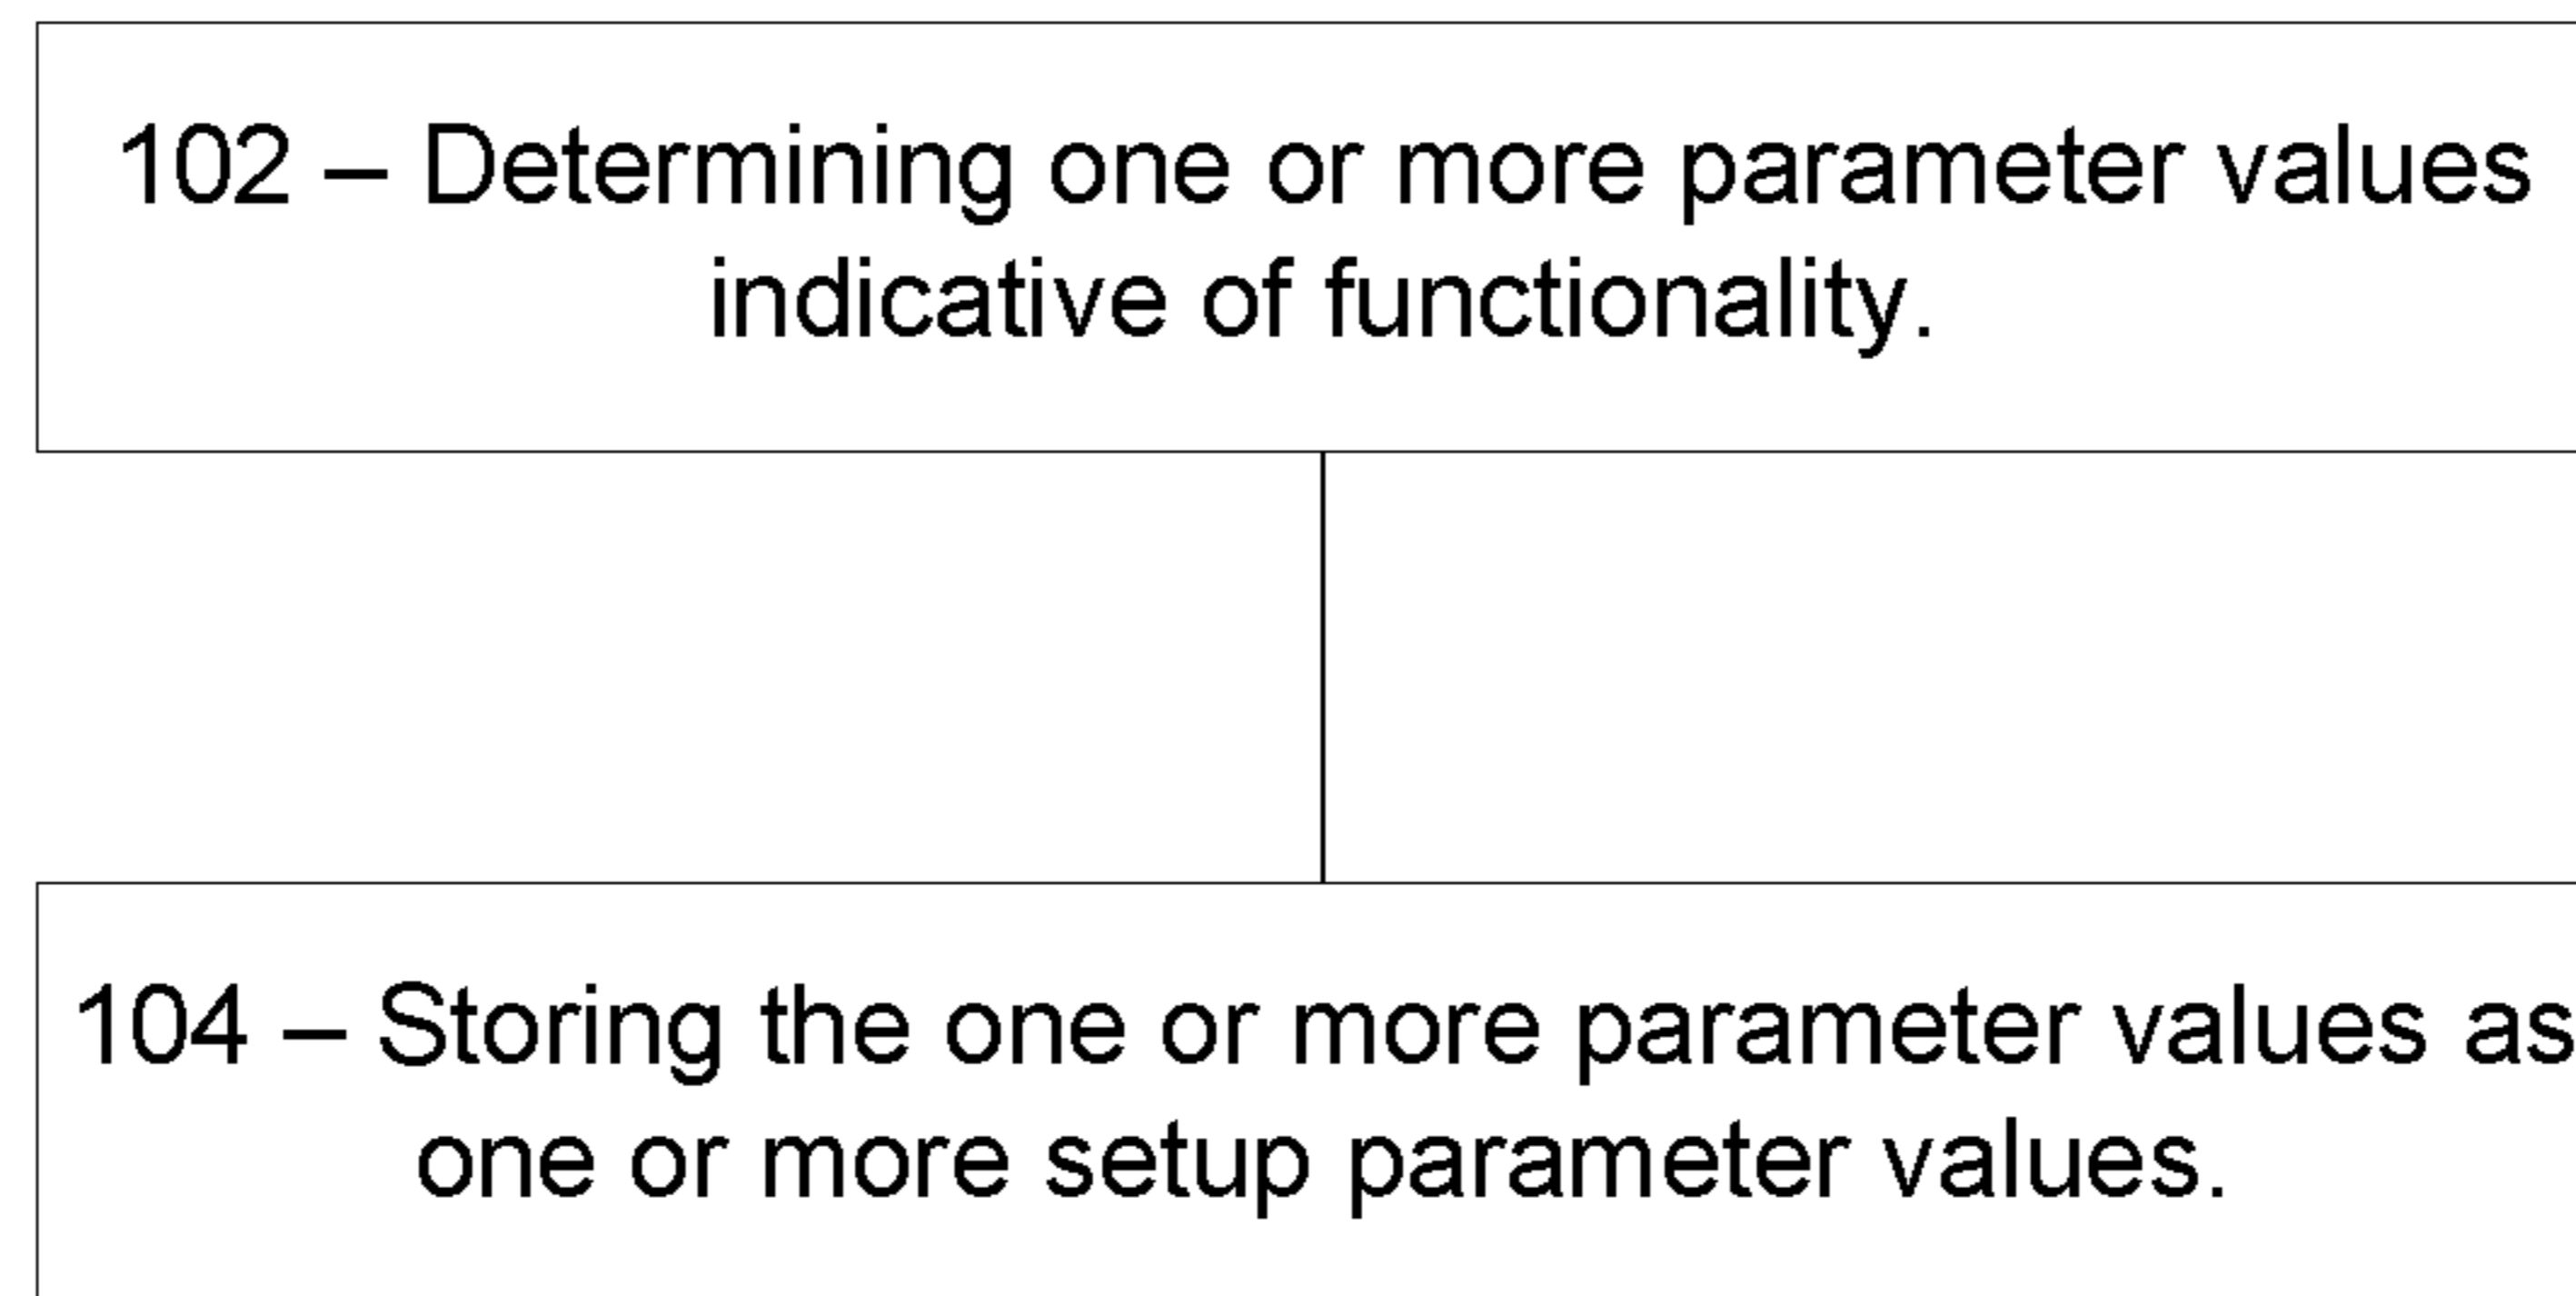 102 – Determining one or more parameter values
indicative of functionality.
104 – Storing the one or more parameter values as
one or more setup parameter values.